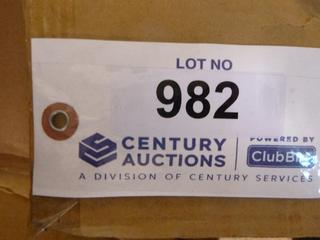 LOT NO
982
CENTURY
AUCTIONS
POWERED BY
A DIVISION OF CENTURY SERVICES